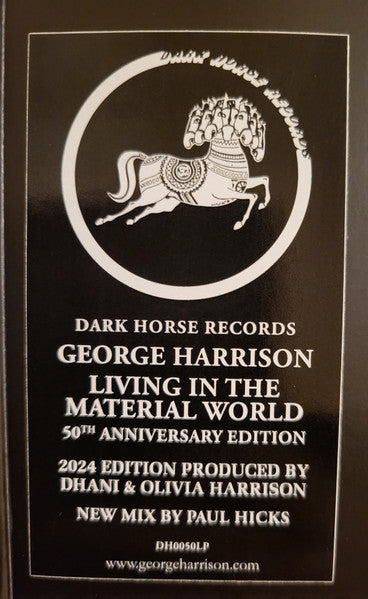 DARK HORSE RECORDS
DARK HORSE RECORDS
GEORGE HARRISON
LIVING IN THE
MATERIAL WORLD
50TH ANNIVERSARY EDITION
2024 EDITION PRODUCED BY
DHANI & OLIVIA HARRISON
NEW MIX BY PAUL HICKS
DH0050LP
www.georgeharrison.com